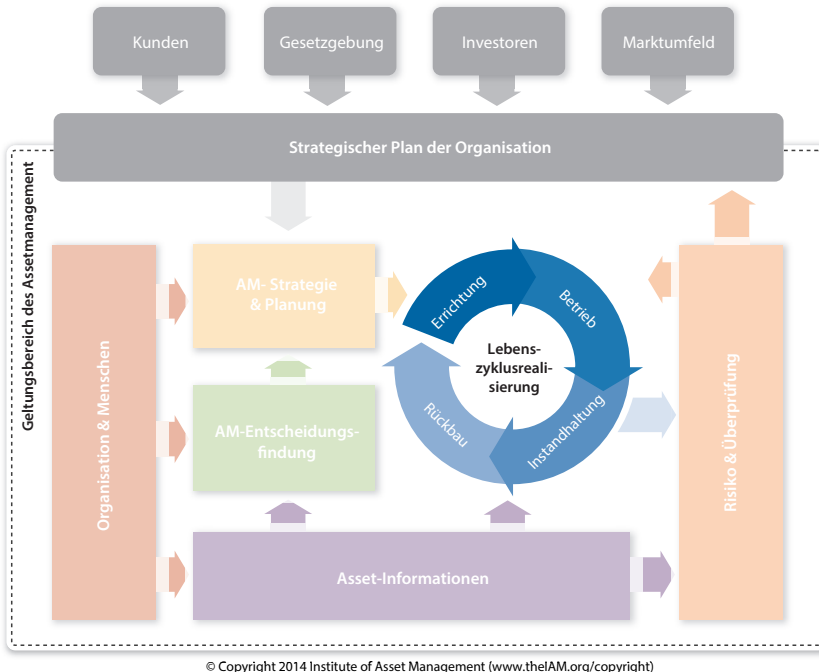 Kunden
Gesetzgebung
Investoren
Marktumfeld
Strategischer Plan der Organisation
Geltungsbereich des Assetmanagement
Organisation & Menschen
AM- Strategie
& Planung
AM-Entscheidungs-
findung
Errichtung
Betrieb
Instandhaltung
Rückbau
Lebens-
zyklusreali-
sierung
Risiko & Überprüfung
Asset-Informationen
© Copyright 2014 Institute of Asset Management (www.theIAM.org/copyright)